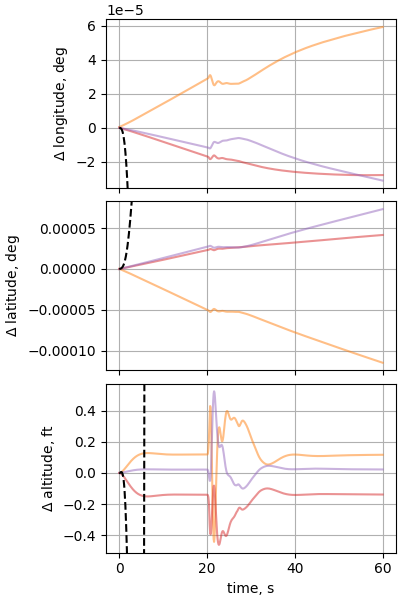 1e−5
6
4
2
0
−2
Δ longitude, deg
0.00005
0.00000
−0.00005
−0.00010
Δ latitude, deg
0.4
0.2
0.0
−0.2
−0.4
Δ altitude, ft
0 20 40 60
time, s